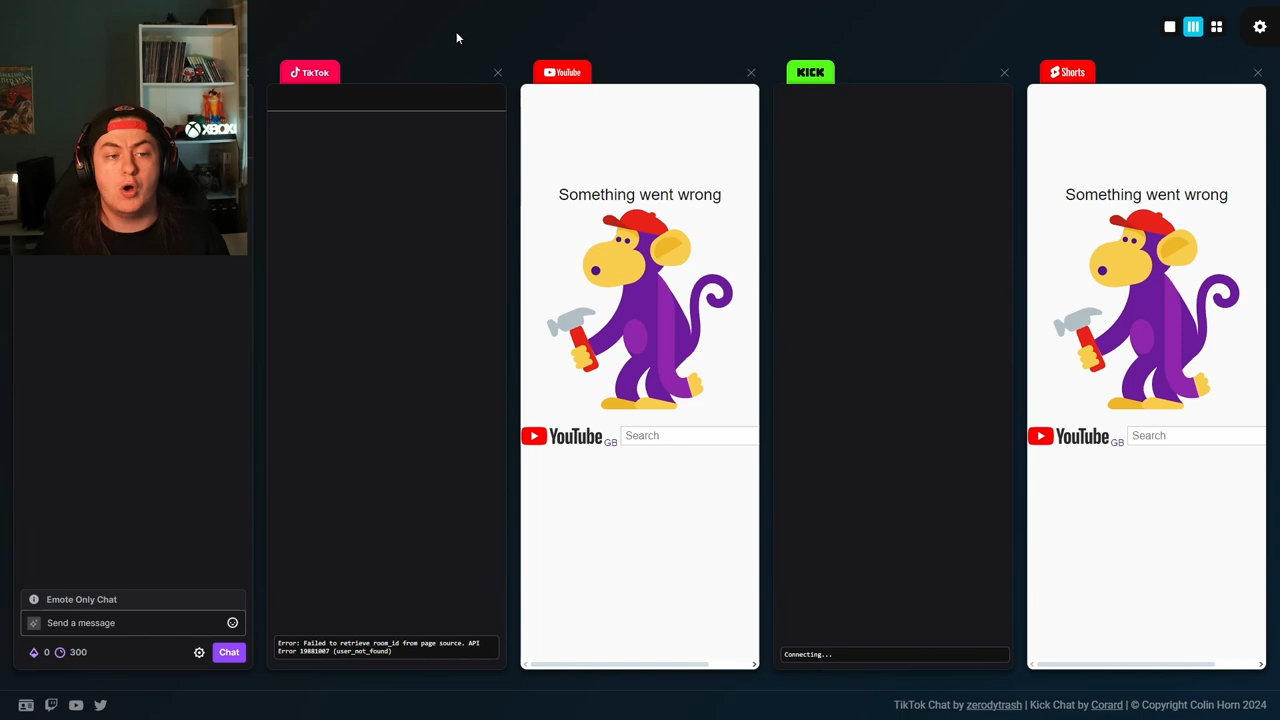 XBOX
TikTok
YouTube
KICK
Shorts
Something went wrong
Something went wrong
YouTube GB
Search
YouTube GB
Search
Emote Only Chat
Send a message
0
300
Chat
Error: Failed to retrieve room_id from page source. API
Error 19881007 (user_not_found)
Connecting...
TikTok Chat by zerodytrash | Kick Chat by Corard | © Copyright Colin Horn 2024